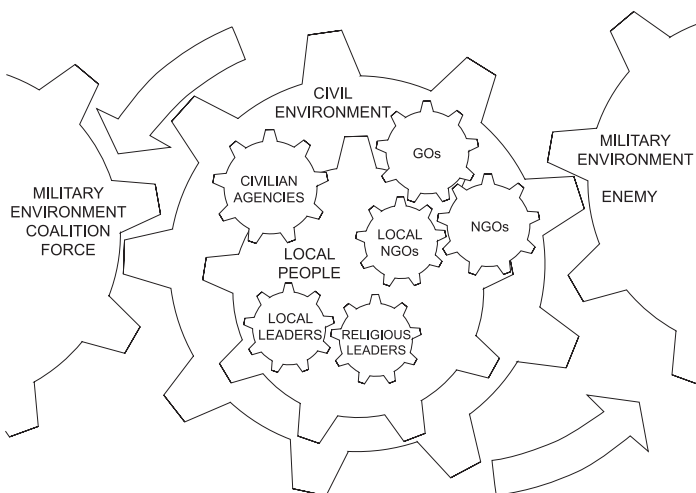 CIVIL
ENVIRONMENT
GOs
MILITARY
ENVIRONMENT
ENEMY
CIVILIAN
AGENCIES
MILITARY
ENVIRONMENT
COALITION
FORCE
LOCAL
NGOs
NGOs
LOCAL
PEOPLE
LOCAL
LEADERS
RELIGIOUS
LEADERS